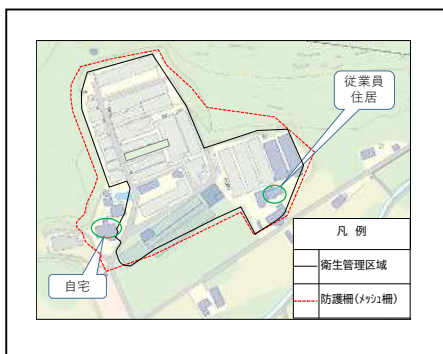 従業員
住居
自宅
凡 例
衛生管理区域
防護柵(メッシュ柵)